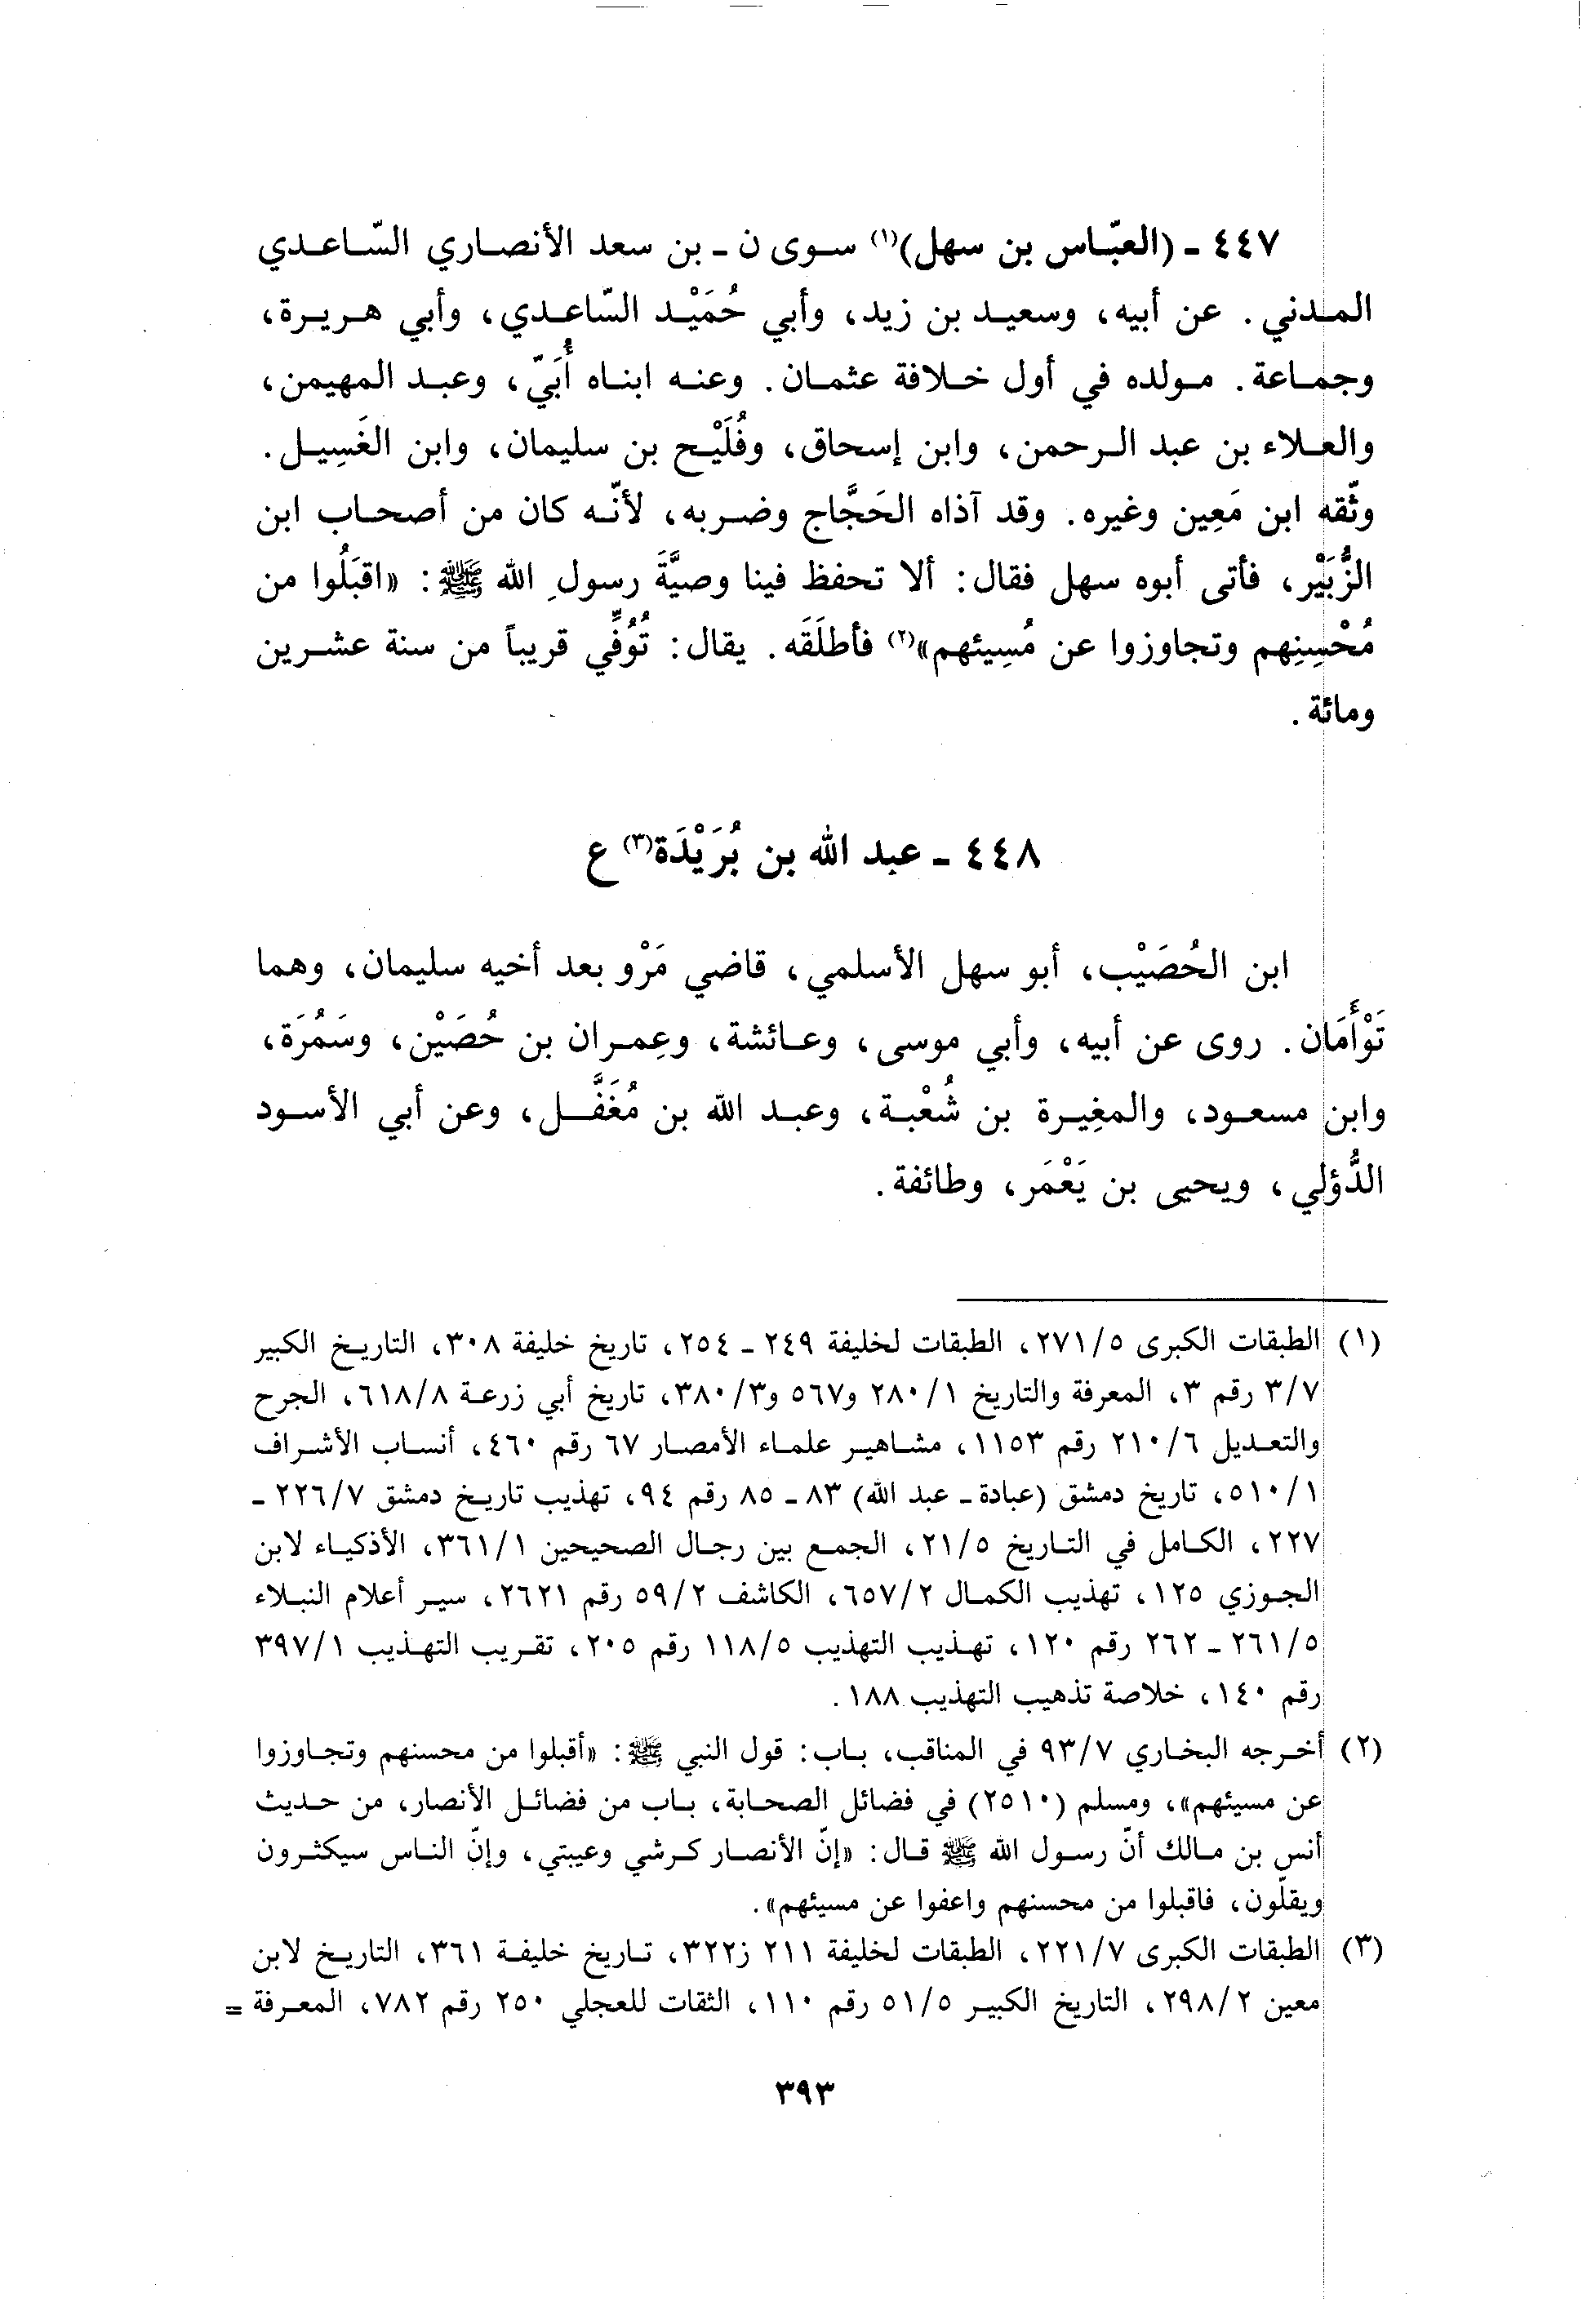 ٤٤٧ ـ (العبّاس بن سهل)(١) سوى ن ـ بن سعد الأنصاري السّاعدي
المدني. عن أبيه، وسعيد بن زيد، وأبي حُمَيْد السّاعدي، وأبي هريرة،
وجماعة. مولده في أول خلافة عثمان. وعنه ابناه أُبَيّ، وعبد المهيمن،
والعلاء بن عبد الرحمن، وابن إسحاق، وفُلَيْح بن سليمان، وابن الغَسِيل.
وثّقه ابن مَعِين وغيره. وقد آذاه الحَجَّاج وضربه، لأنّه كان من أصحاب ابن
الزُّبَيْر، فأتى أبوه سهل فقال: ألا تحفظ فينا وصيَّةَ رسولِ الله ﷺ: «اقبَلُوا من
مُحْسِنِهم وتجاوزوا عن مُسِيئهم»(٢) فأطلَقَه. يقال: تُوُفِّي قريباً من سنة عشرين
ومائة.
٤٤٨ ـ عبد الله بن بُرَيْدَة(٣) ع
ابن الحُصَيْب، أبو سهل الأسلمي، قاضي مَرْو بعد أخيه سليمان، وهما
تَوْأَمَان. روى عن أبيه، وأبي موسى، وعائشة، وعِمران بن حُصَيْن، وسَمُرَة،
وابن مسعود، والمغِيرة بن شُعْبة، وعبد الله بن مُغَفَّل، وعن أبي الأسود
الدُّؤلي، ويحيى بن يَعْمَر، وطائفة.
(١) الطبقات الكبرى ٢٧١/٥، الطبقات لخليفة ٢٤٩ ـ ٢٥٤، تاريخ خليفة ٣٠٨، التاريخ الكبير
٣/٧ رقم ٣، المعرفة والتاريخ ٢٨٠/١ و٥٦٧ و٣٨٠/٣، تاريخ أبي زرعة ٦١٨/٨، الجرح
والتعديل ٢١٠/٦ رقم ١١٥٣، مشاهير علماء الأمصار ٦٧ رقم ٤٦٠، أنساب الأشراف
٥١٠/١، تاريخ دمشق (عبادة ـ عبد الله) ٨٣ ـ ٨٥ رقم ٩٤، تهذيب تاريخ دمشق ٢٢٦/٧ ـ
٢٢٧، الكامل في التاريخ ٢١/٥، الجمع بين رجال الصحيحين ٣٦١/١، الأذكياء لابن
الجوزي ١٢٥، تهذيب الكمال ٦٥٧/٢، الكاشف ٥٩/٢ رقم ٢٦٢١، سير أعلام النبلاء
٢٦١/٥ ـ ٢٦٢ رقم ١٢٠، تهذيب التهذيب ١١٨/٥ رقم ٢٠٥، تقريب التهذيب ٣٩٧/١
رقم ١٤٠، خلاصة تذهيب التهذيب ١٨٨.
(٢) أخرجه البخاري ٩٣/٧ في المناقب، باب: قول النبي ﷺ: «أقبلوا من محسنهم وتجاوزوا
عن مسيئهم»، ومسلم (٢٥١٠) في فضائل الصحابة، باب من فضائل الأنصار، من حديث
أنس بن مالك أنّ رسول الله ﷺ قال: «إنّ الأنصار كرشي وعيبتي، وإنّ الناس سيكثرون
ويقلّون، فاقبلوا من محسنهم واعفوا عن مسيئهم».
(٣) الطبقات الكبرى ٢٢١/٧، الطبقات لخليفة ٢١١ ز٣٢٢، تاريخ خليفة ٣٦١، التاريخ لابن
معين ٢٩٨/٢، التاريخ الكبير ٥١/٥ رقم ١١٠، الثقات للعجلي ٢٥٠ رقم ٧٨٢، المعرفة =
٣٩٣